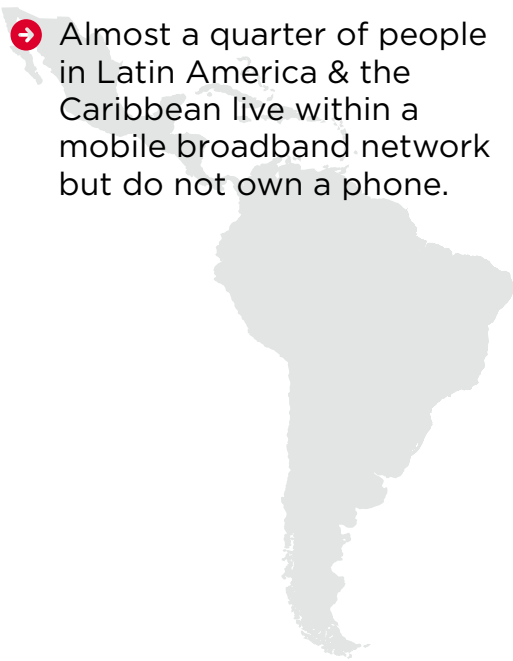 Almost a quarter of people
in Latin America & the
Caribbean live within a
mobile broadband network
but do not own a phone.